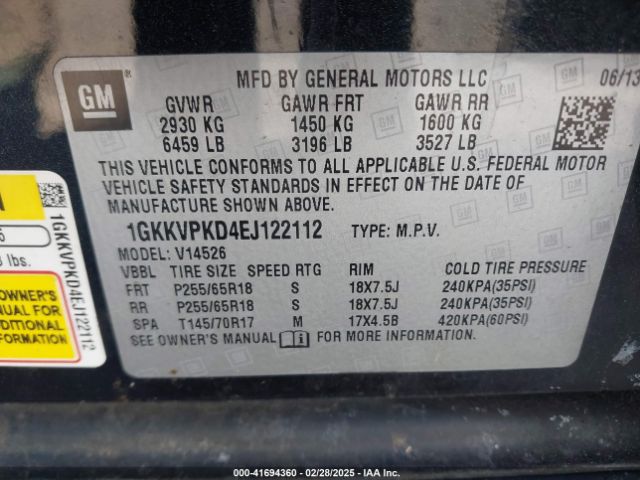 GM
MFD BY GENERAL MOTORS LLC 06/13
GVWR GAWR FRT GAWR RR
2930 KG 1450 KG 1600 KG
6459 LB 3196 LB 3527 LB
THIS VEHICLE CONFORMS TO ALL APPLICABLE U.S. FEDERAL MOTOR
VEHICLE SAFETY STANDARDS IN EFFECT ON THE DATE OF
MANUFACTURE SHOWN ABOVE.
1GKKVPKD4EJ122112 TYPE: M.P.V.
MODEL: V14526
VBBL TIRE SIZE SPEED RTG RIM COLD TIRE PRESSURE
FRT P255/65R18 S 18X7.5J 240KPA(35PSI)
RR P255/65R18 S 18X7.5J 240KPA(35PSI)
SPA T145/70R17 M 17X4.5B 420KPA(60PSI)
SEE OWNER'S MANUAL i FOR MORE INFORMATION.
1GKKVPKD4EJ122112
lbs.
OWNER'S
MANUAL FOR
DITIONAL
ORMATION
000-41694360 | 02/28/2025 - IAA Inc.